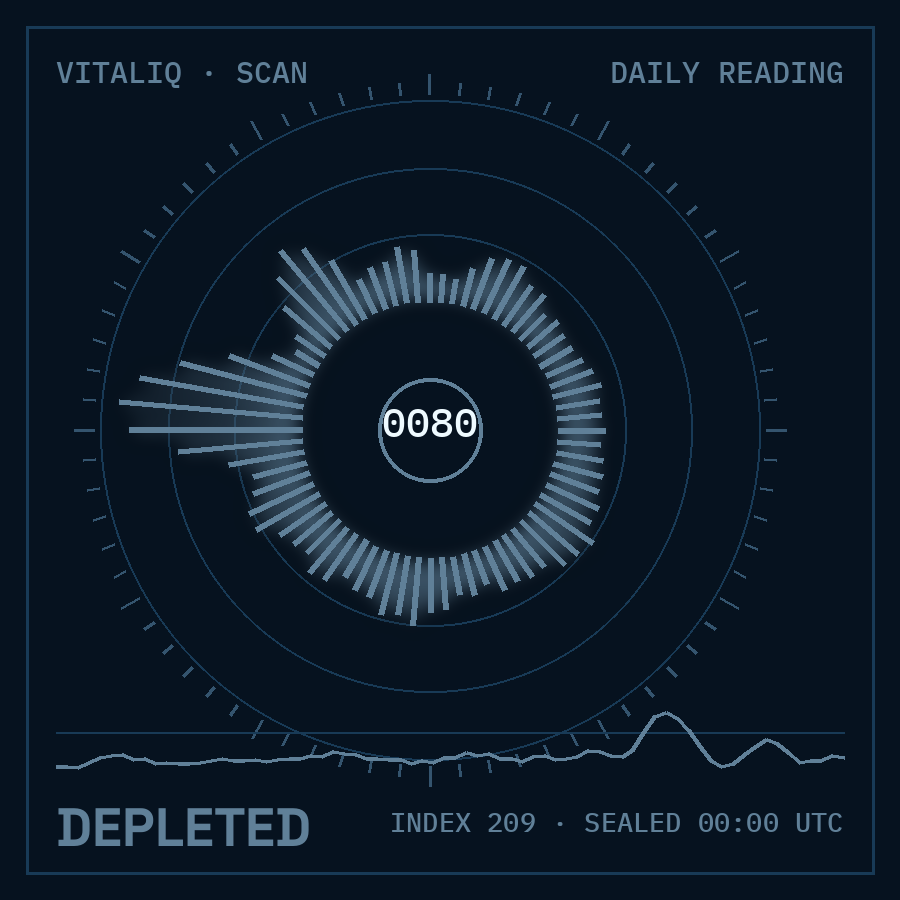 VITALIQ · SCAN
DAILY READING
0080
DEPLETED
INDEX 209 · SEALED 00:00 UTC